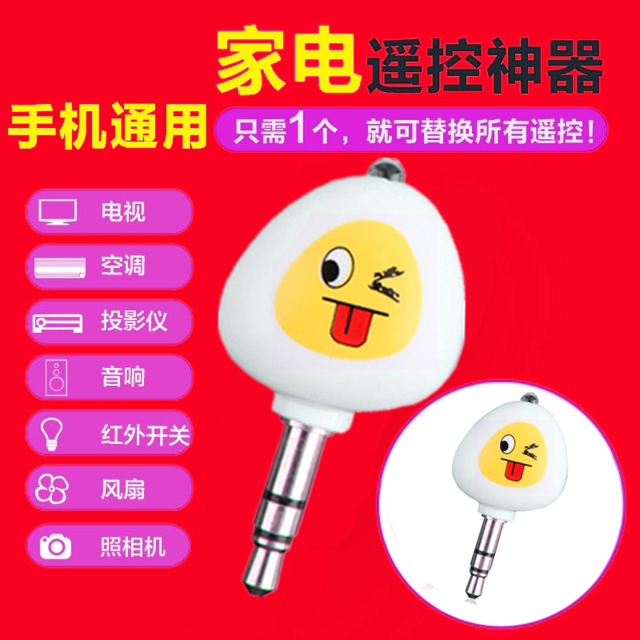 家电遥控神器
手机通用
只需1个，就可替换所有遥控！
电视
空调
投影仪
音响
红外开关
风扇
照相机